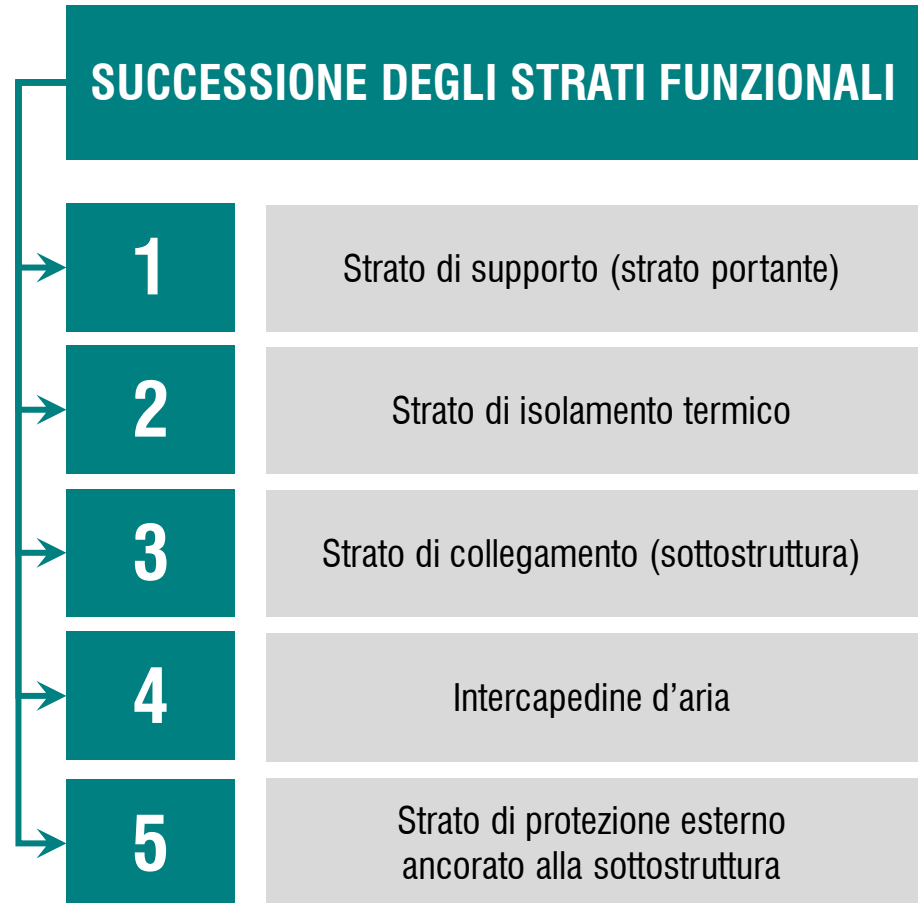 SUCCESSIONE DEGLI STRATI FUNZIONALI
1
Strato di supporto (strato portante)
2
Strato di isolamento termico
3
Strato di collegamento (sottostruttura)
4
Intercapedine d’aria
5
Strato di protezione esterno
ancorato alla sottostruttura